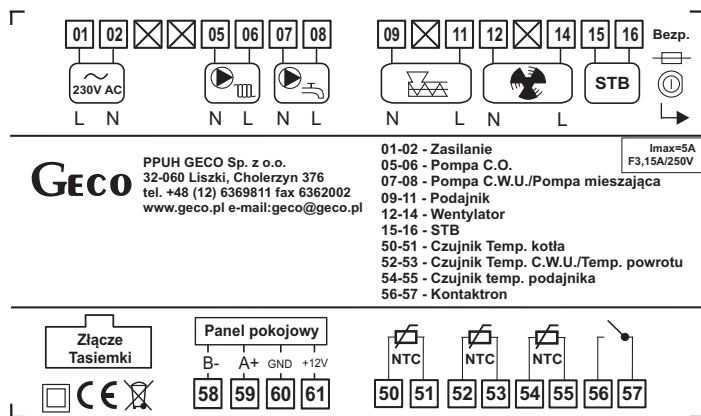 01 02 05 06 07 08 09 11 12 14 15 16 Bezp.
230V AC STB
L N N L N L N L N L
GECO
PPUH GECO Sp. z o.o.
32-060 Liszki, Cholerzyn 376
tel. +48 (12) 6369811 fax 6362002
www.geco.pl e-mail:geco@geco.pl
01-02 - Zasilanie
05-06 - Pompa C.O.
07-08 - Pompa C.W.U./Pompa mieszająca
09-11 - Podajnik
12-14 - Wentylator
15-16 - STB
50-51 - Czujnik Temp. kotła
52-53 - Czujnik Temp. C.W.U./Temp. powrotu
54-55 - Czujnik temp. podajnika
56-57 - Kontaktron
Imax=5A
F3,15A/250V
Złącze
Tasiemki
CE
Panel pokojowy
B- A+ GND +12V
58 59 60 61
NTC NTC NTC
50 51 52 53 54 55 56 57